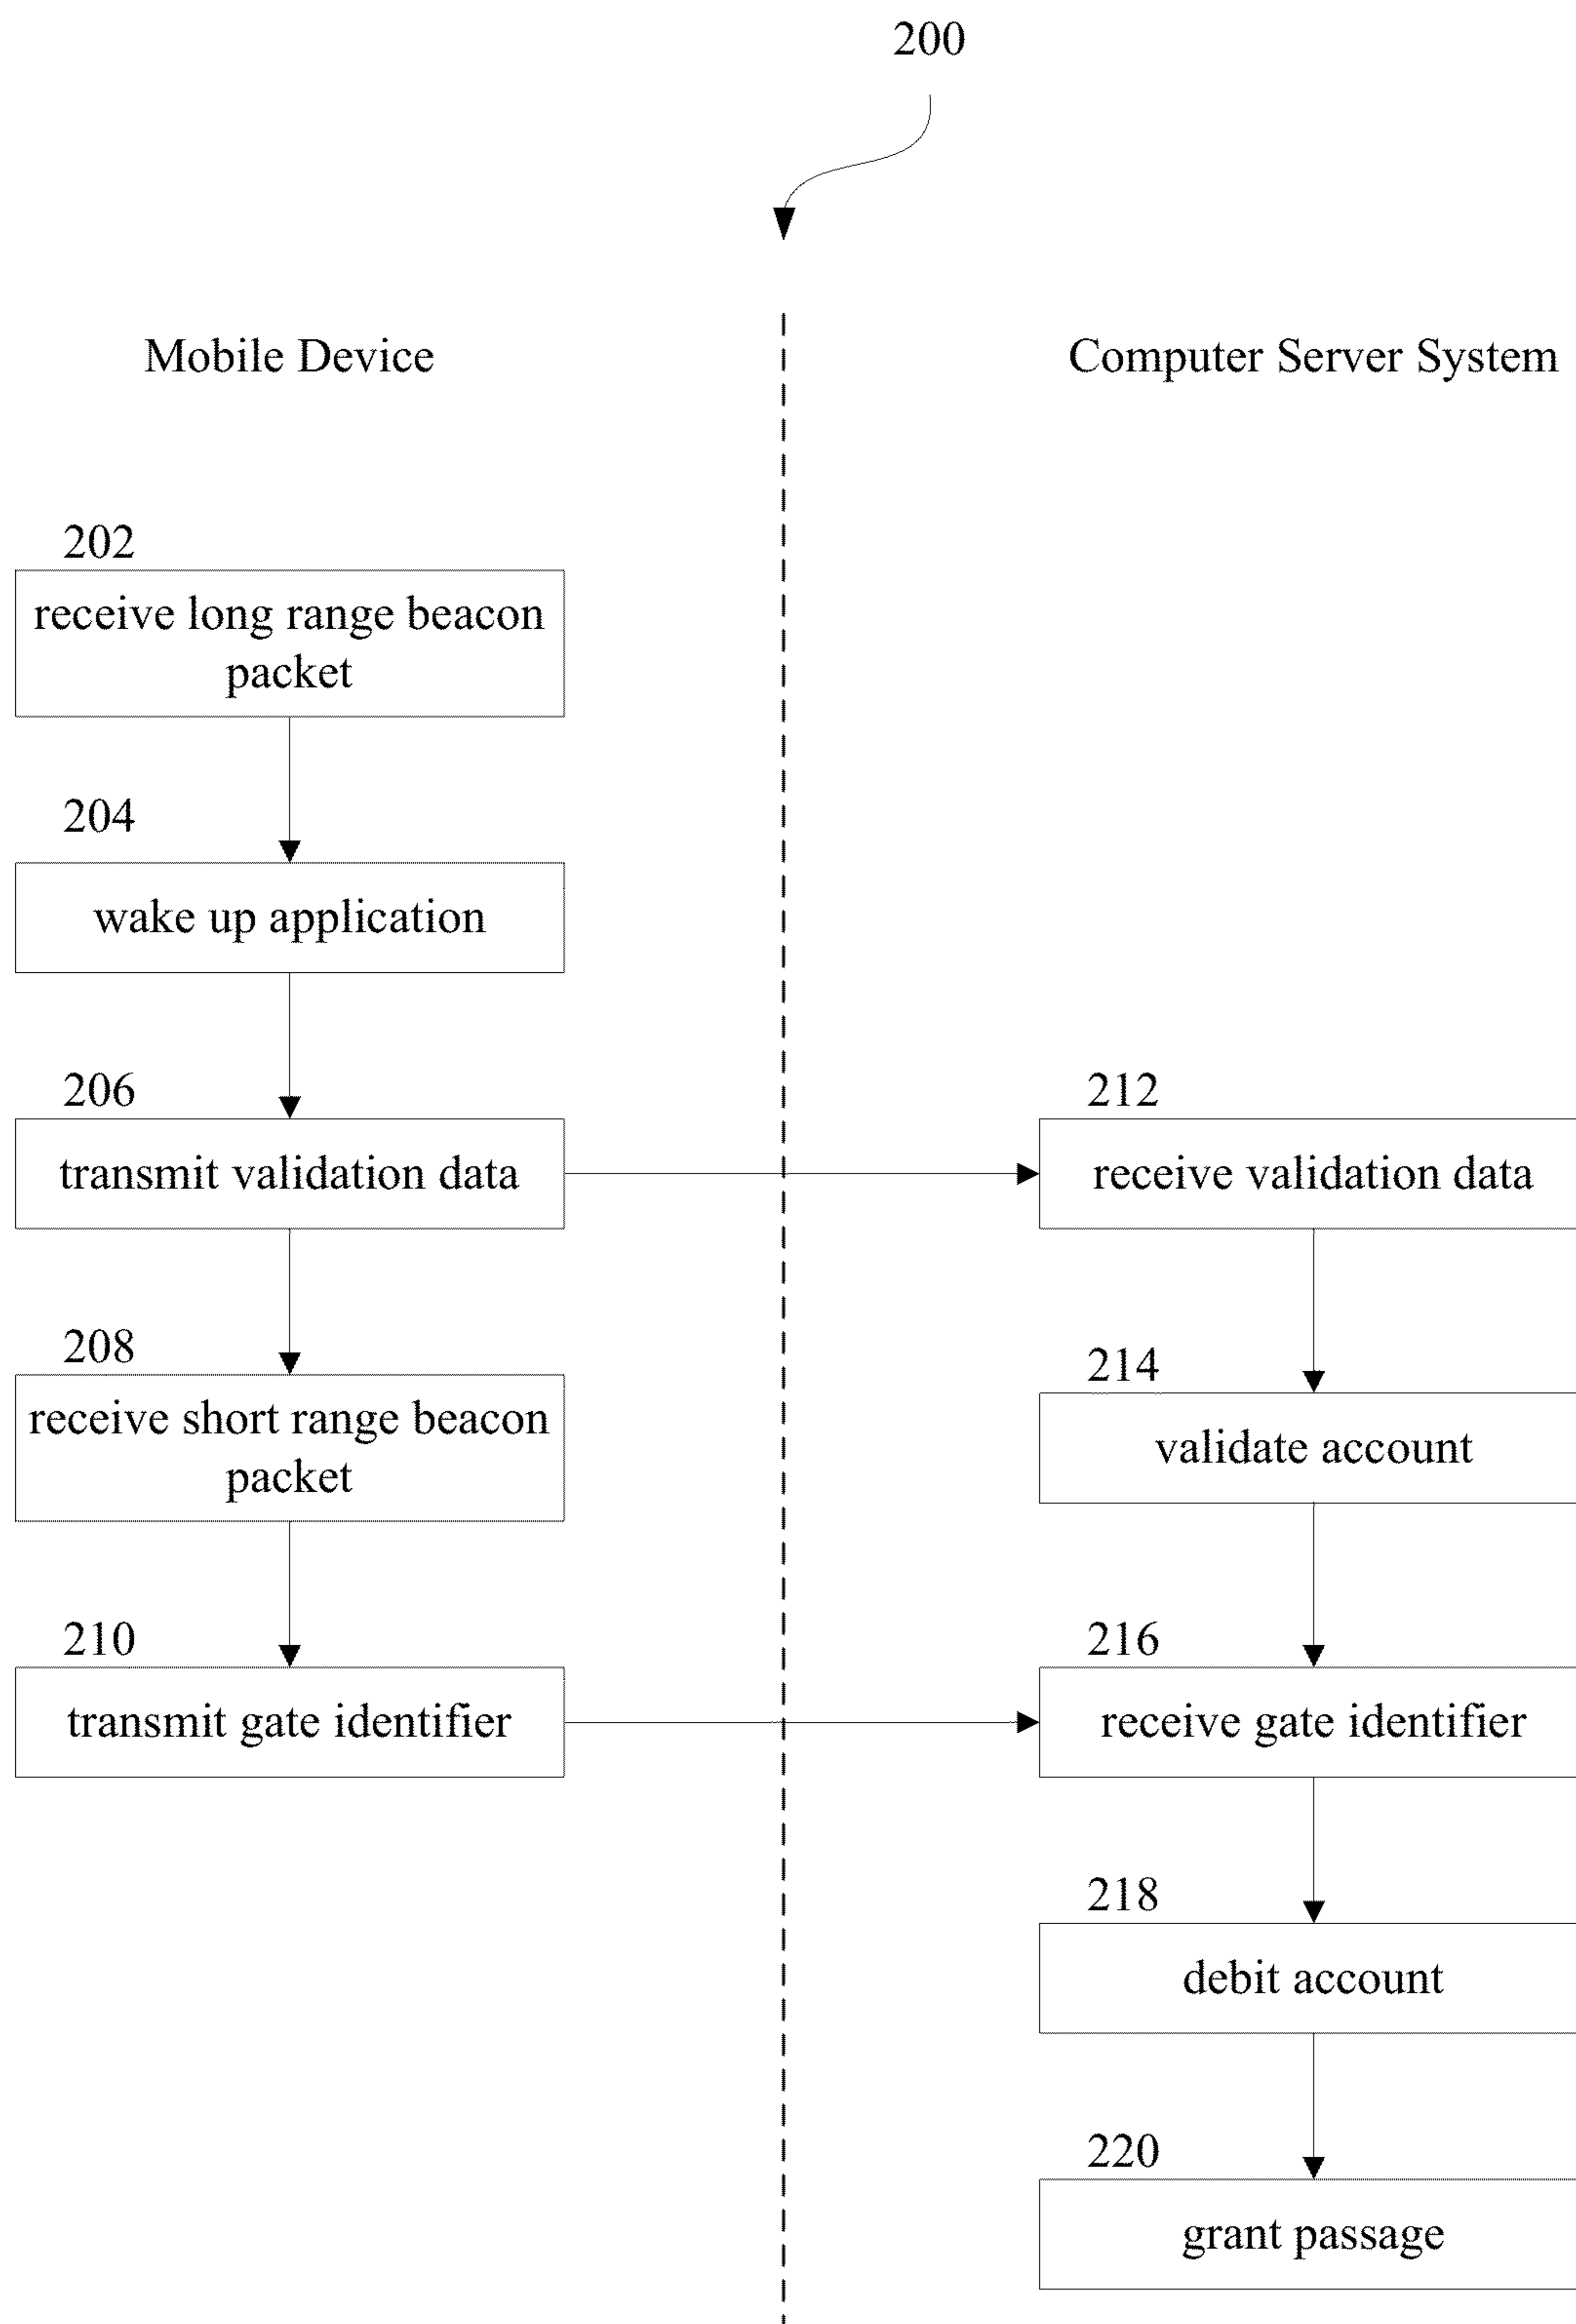 200
Mobile Device
Computer Server System
202
receive long range beacon
packet
204
wake up application
206
transmit validation data
212
receive validation data
208
receive short range beacon
packet
214
validate account
210
transmit gate identifier
216
receive gate identifier
218
debit account
220
grant passage